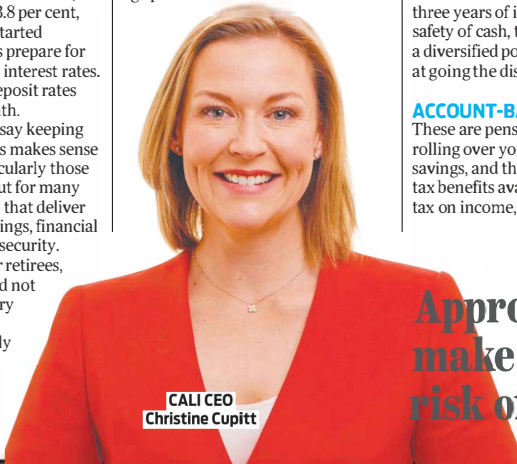 3.8 per cent,
started
s prepare for
interest rates.
eposit rates
th.
say keeping
s makes sense
cularly those
ut for many
that deliver
ings, financial
security.
r retirees,
d not
ry
ly
CALI CEO
Christine Cupitt
three years of i
safety of cash, t
a diversified po
at going the dis
ACCOUNT-BA
These are pens
rolling over yo
savings, and th
tax benefits ava
tax on income,
Appro
make
risk o